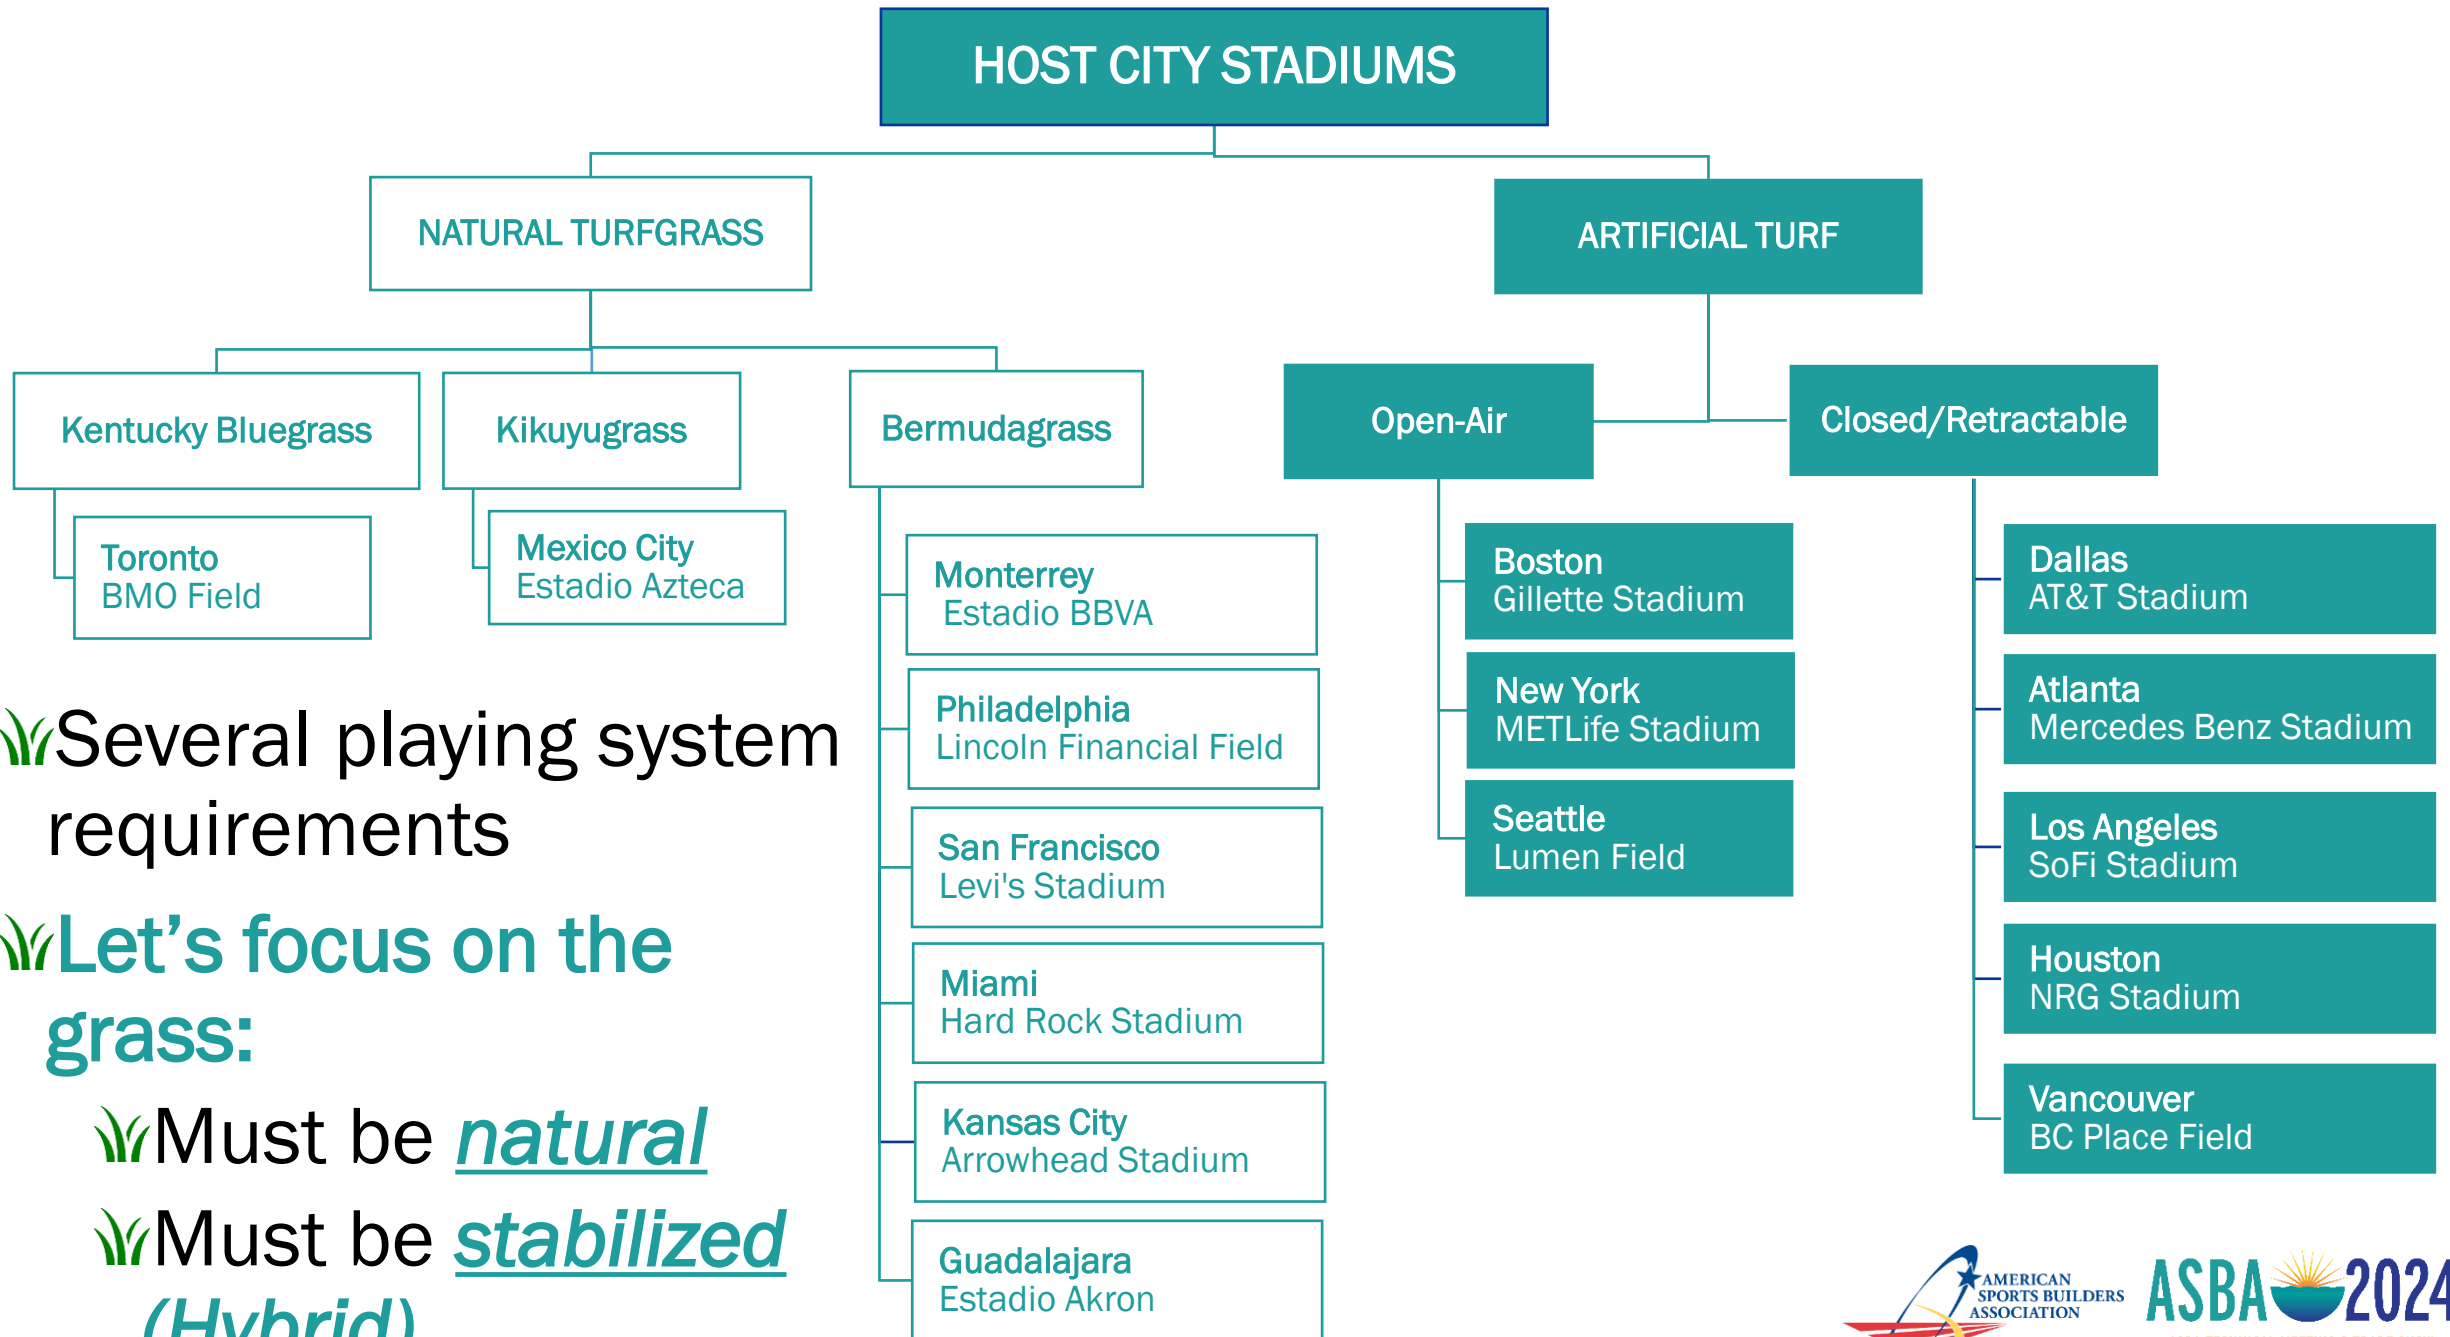 HOST CITY STADIUMS
NATURAL TURFGRASS
ARTIFICIAL TURF
Kentucky Bluegrass
Kikuyugrass
Bermudagrass
Open-Air
Closed/Retractable
Toronto
BMO Field
Mexico City
Estadio Azteca
Monterrey
Estadio BBVA
Philadelphia
Lincoln Financial Field
San Francisco
Levi's Stadium
Miami
Hard Rock Stadium
Kansas City
Arrowhead Stadium
Guadalajara
Estadio Akron
Boston
Gillette Stadium
New York
METLife Stadium
Seattle
Lumen Field
Dallas
AT&T Stadium
Atlanta
Mercedes Benz Stadium
Los Angeles
SoFi Stadium
Houston
NRG Stadium
Vancouver
BC Place Field
Several playing system
requirements
Let’s focus on the
grass:
Must be natural
Must be stabilized
(Hybrid)
AMERICAN
SPORTS BUILDERS
ASSOCIATION
ASBA 2024